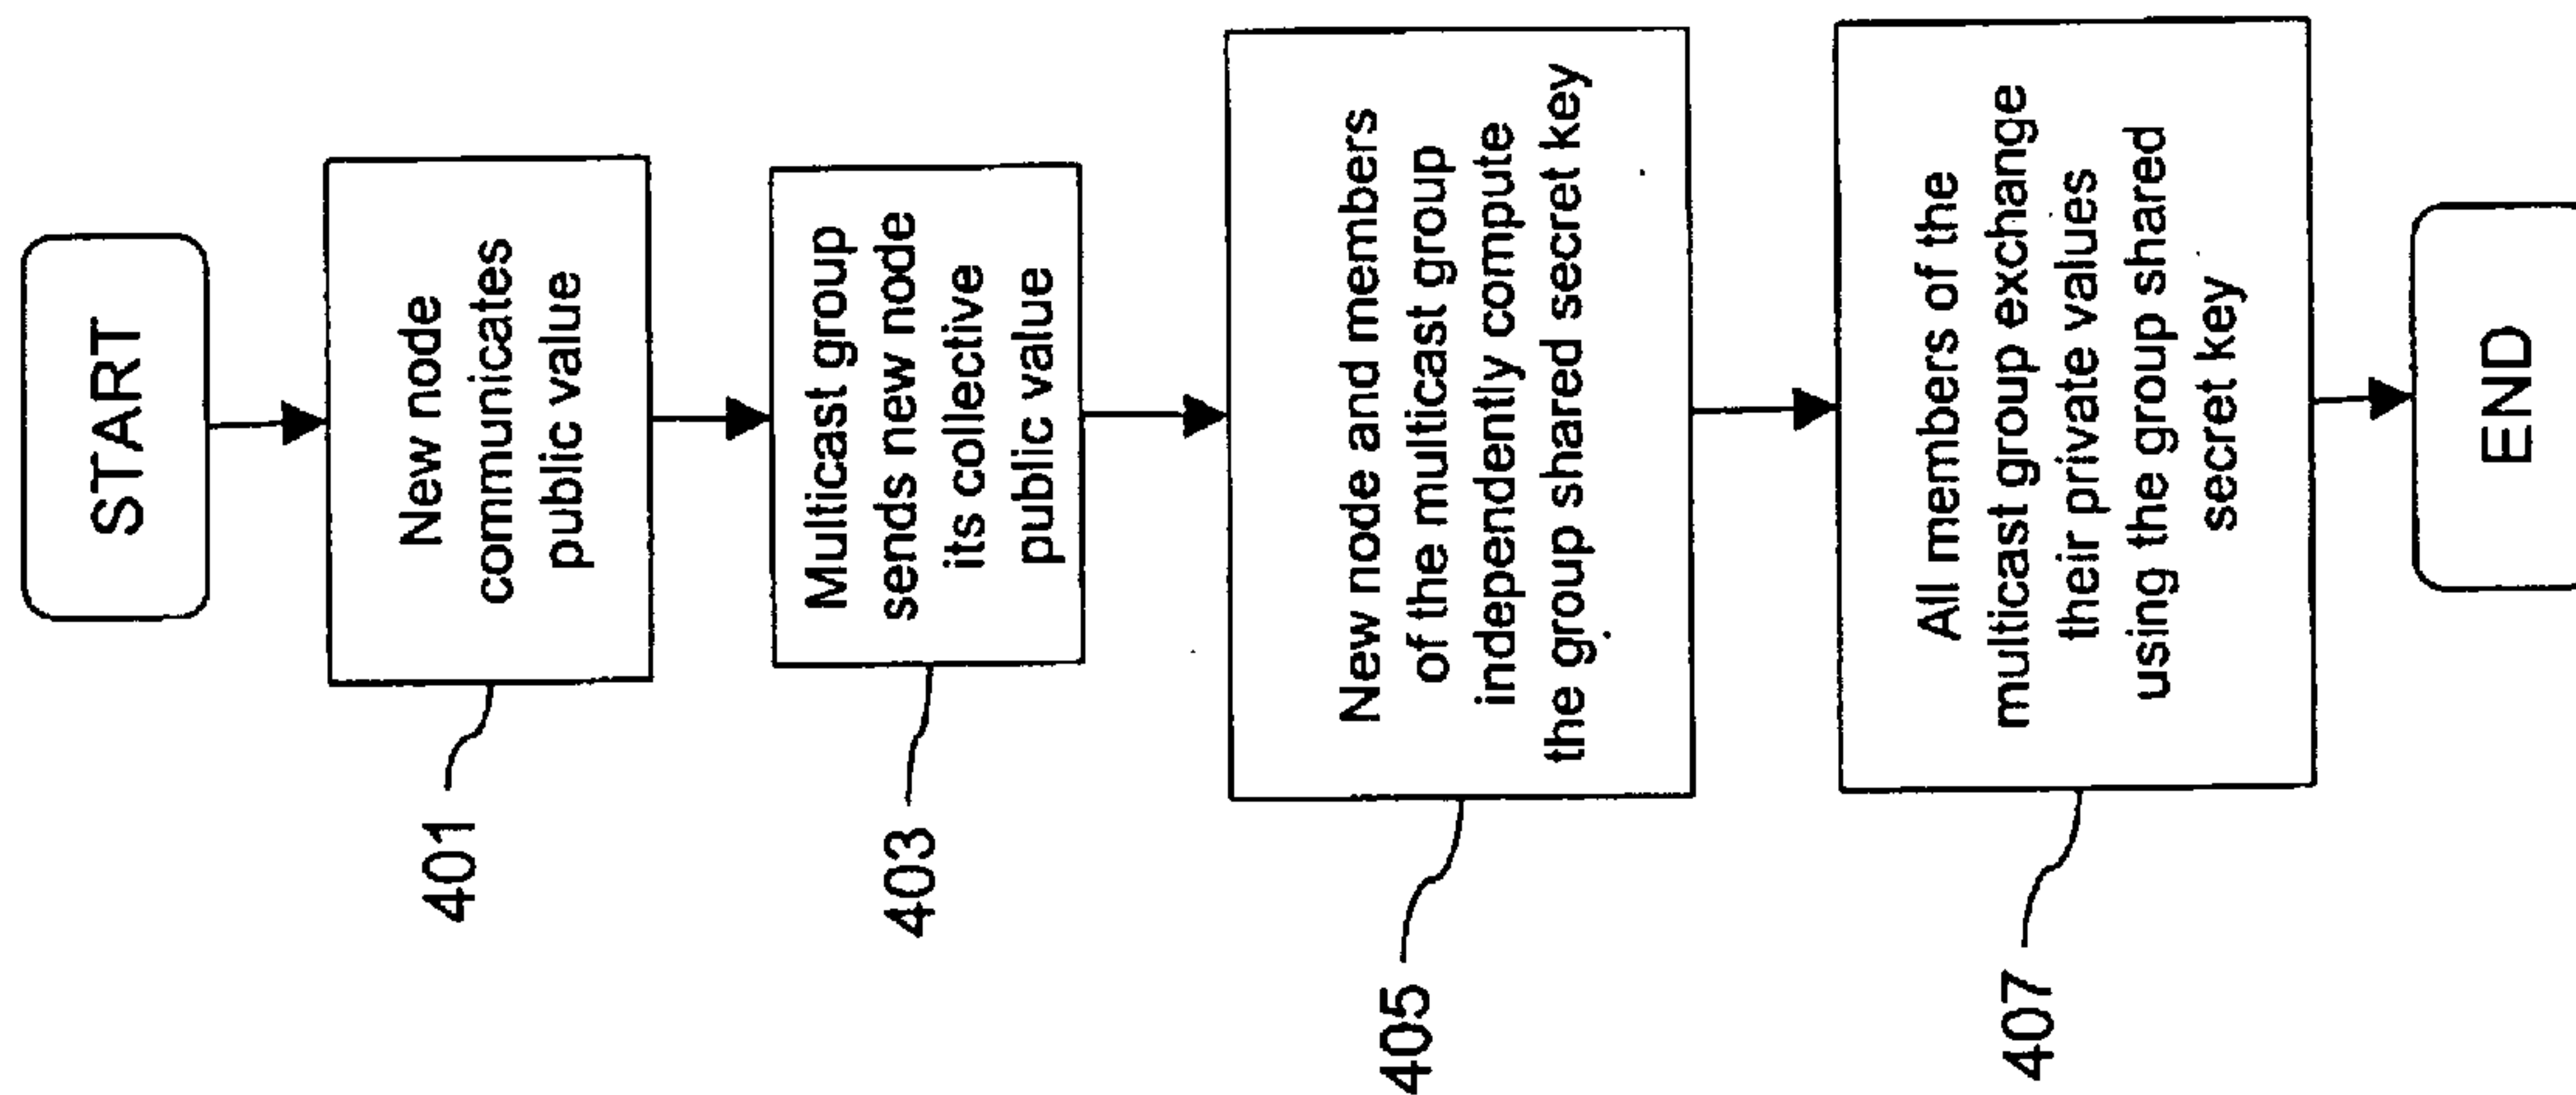 START
New node
communicates
public value
401
Multicast group
sends new node
its collective
public value
403
New node and members
of the multicast group
independently compute
the group shared secret key
405
All members of the
multicast group exchange
their private values
using the group shared
secret key
407
END